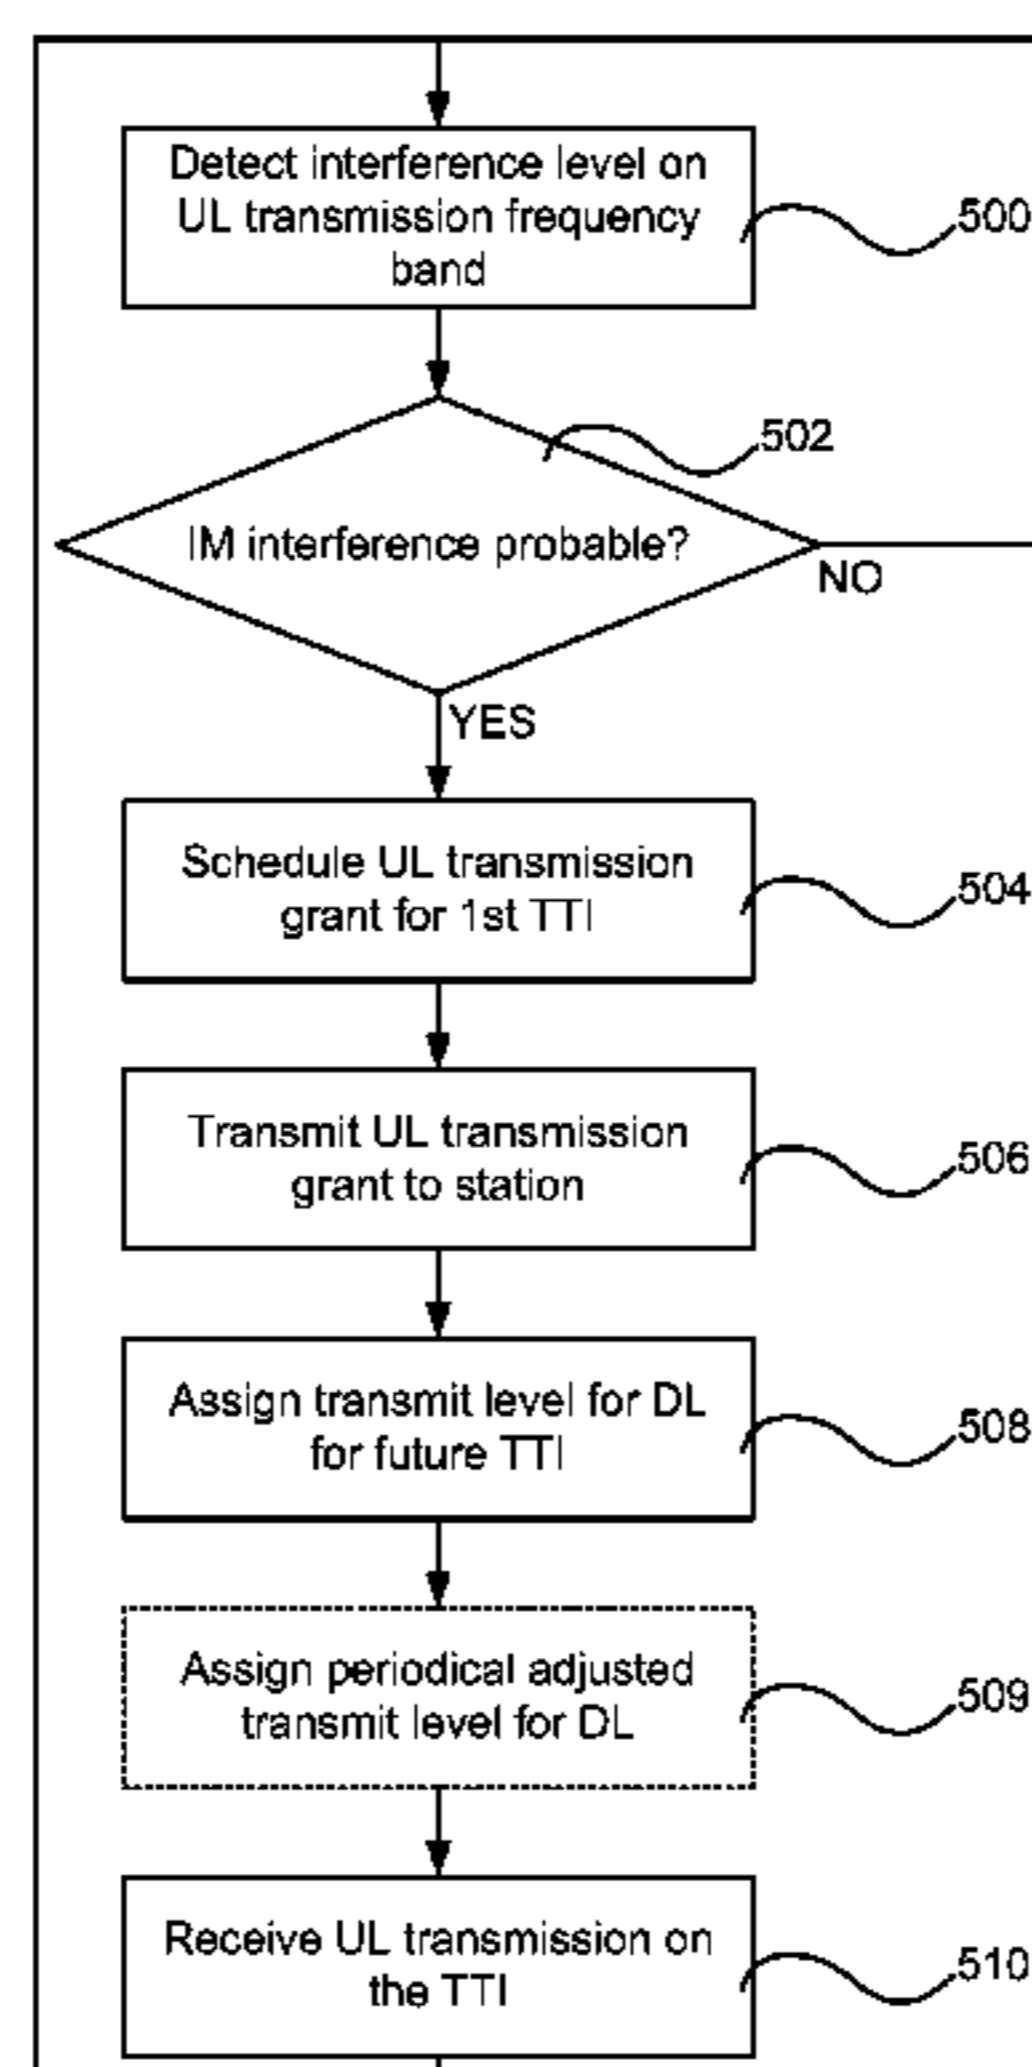 Detect interference level on
UL transmission frequency
band
500
502
IM interference probable?
NO
YES
Schedule UL transmission
grant for 1st TTI
504
Transmit UL transmission
grant to station
506
Assign transmit level for DL
for future TTI
508
Assign periodical adjusted
transmit level for DL
509
Receive UL transmission on
the TTI
510